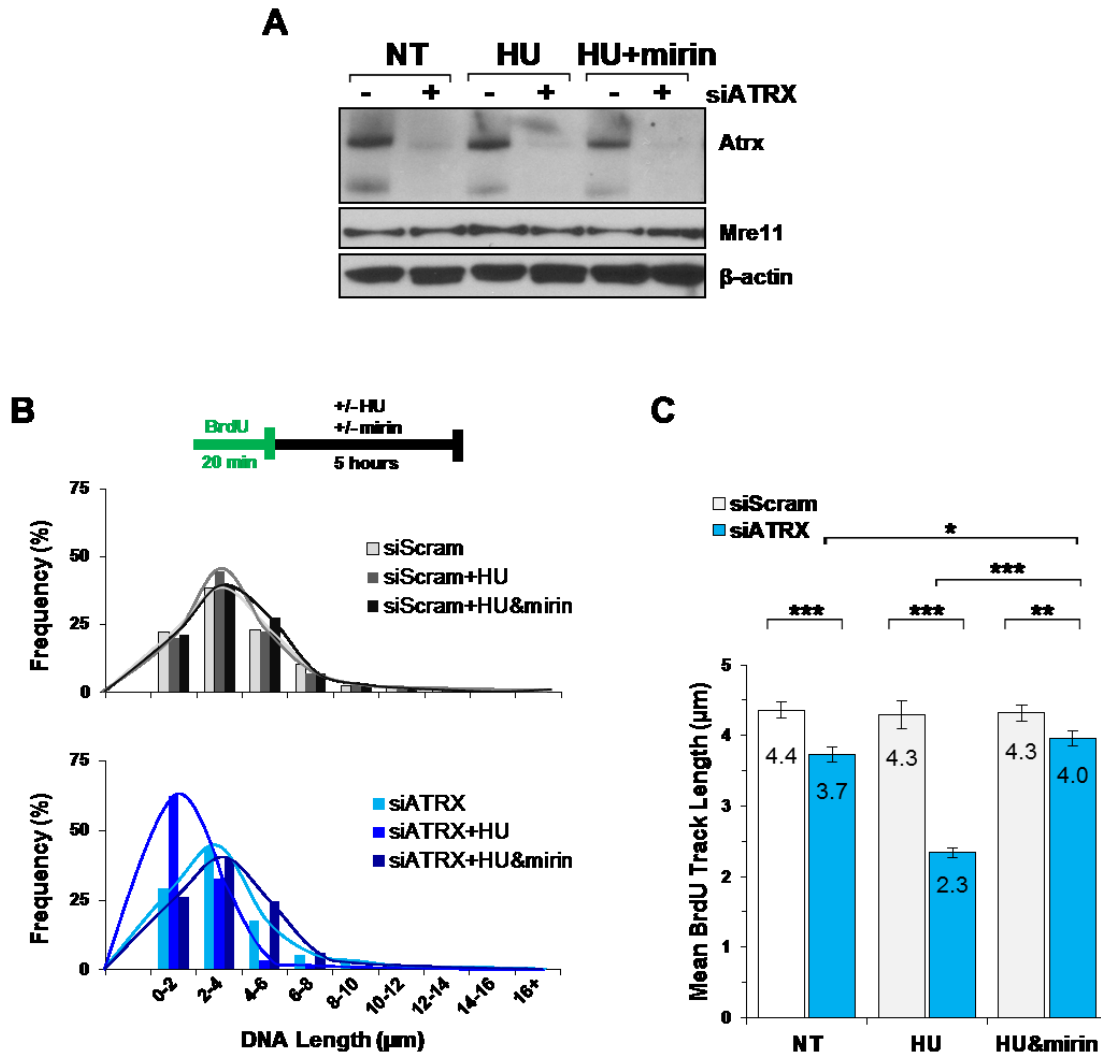 A
NT HU HU+mirin
- + - + - + siATRX
Atrx
Mre11
β-actin
B
BrdU
20 min
+/-HU
+/-mirin
5 hours
75
50
25
0
Frequency (%)
siScram
siScram+HU
siScram+HU&mirin
75
50
25
0
Frequency (%)
siATRX
siATRX+HU
siATRX+HU&mirin
0-2 2-4 4-6 6-8 8-10 10-12 12-14 14-16 16+
DNA Length (µm)
C
siScram
siATRX
*
***
*** *** **
5
4
3
2
1
0
Mean BrdU Track Length (µm)
4.4 3.7 4.3 2.3 4.3 4.0
NT HU HU&mirin